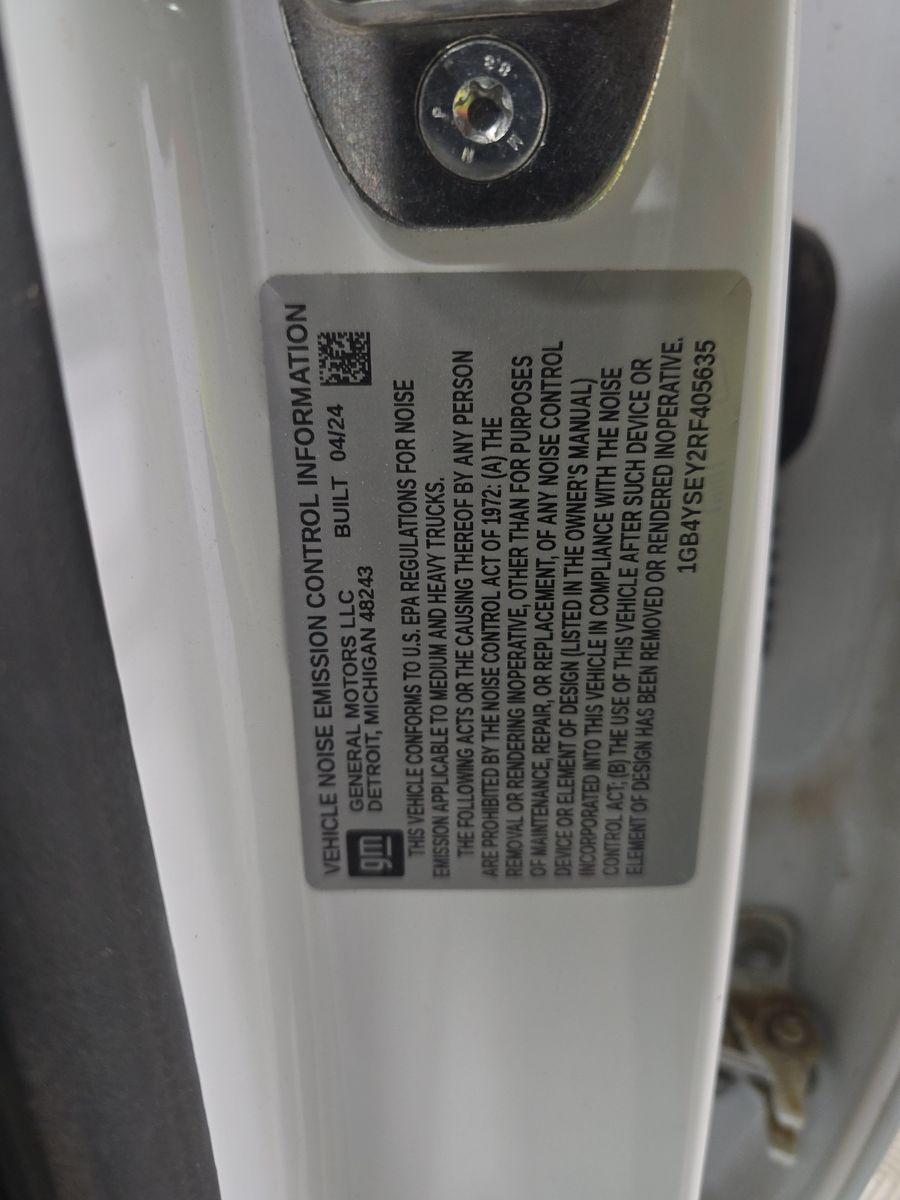 VEHICLE NOISE EMISSION CONTROL INFORMATION
gm
GENERAL MOTORS LLC
DETROIT, MICHIGAN 48243 BUILT 04/24
THIS VEHICLE CONFORMS TO U.S. EPA REGULATIONS FOR NOISE
EMISSION APPLICABLE TO MEDIUM AND HEAVY TRUCKS.
THE FOLLOWING ACTS OR THE CAUSING THEREOF BY ANY PERSON
ARE PROHIBITED BY THE NOISE CONTROL ACT OF 1972: (A) THE
REMOVAL OR RENDERING INOPERATIVE, OTHER THAN FOR PURPOSES
OF MAINTENANCE, REPAIR, OR REPLACEMENT, OF ANY NOISE CONTROL
DEVICE OR ELEMENT OF DESIGN (LISTED IN THE OWNER'S MANUAL)
INCORPORATED INTO THIS VEHICLE IN COMPLIANCE WITH THE NOISE
CONTROL ACT; (B) THE USE OF THIS VEHICLE AFTER SUCH DEVICE OR
ELEMENT OF DESIGN HAS BEEN REMOVED OR RENDERED INOPERATIVE.
1GB4YSEY2RF405635